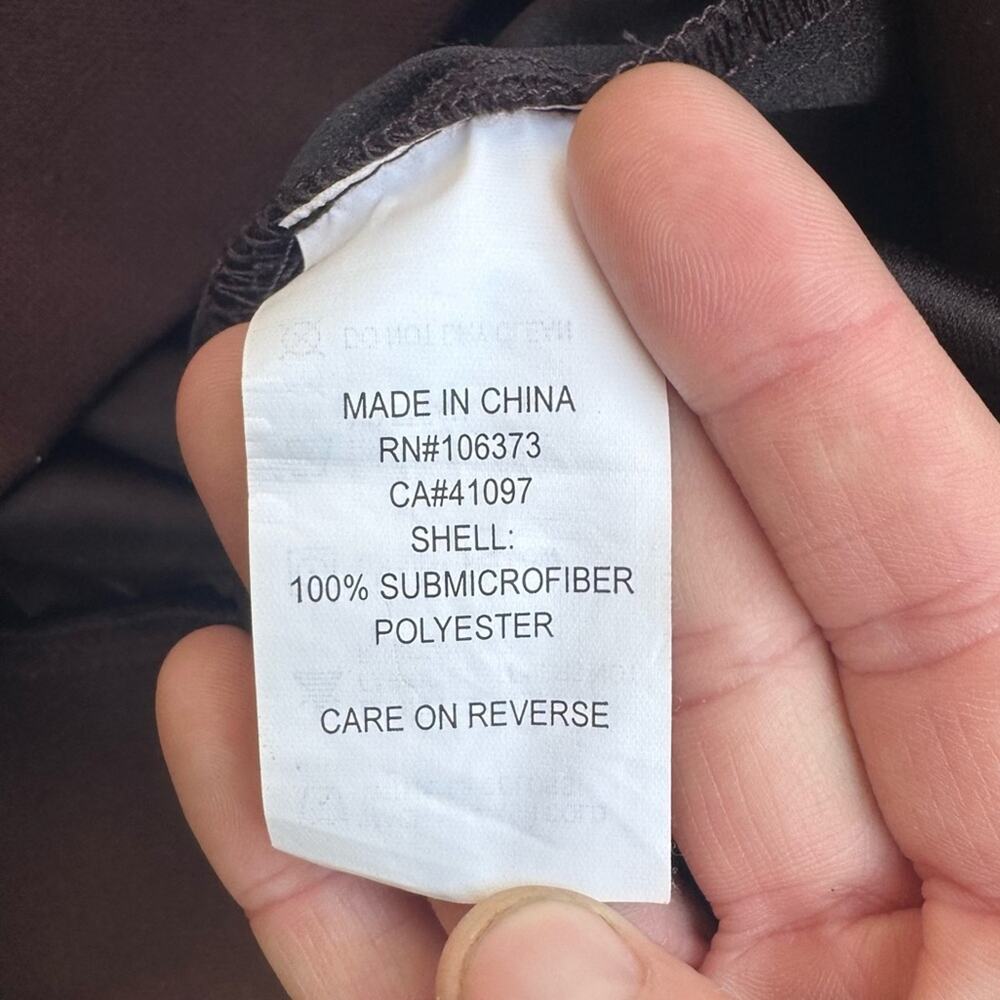 MADE IN CHINA
RN#106373
CA#41097
SHELL:
100% SUBMICROFIBER
POLYESTER
CARE ON REVERSE